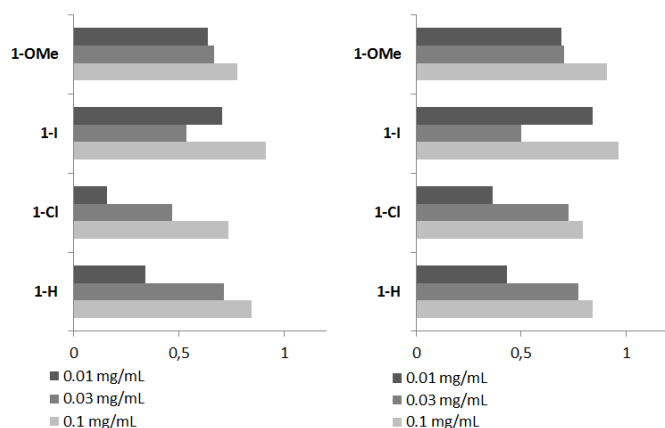 1-OMe
1-I
1-Cl
1-H
0 0,5 1
0.01 mg/mL
0.03 mg/mL
0.1 mg/mL
1-OMe
1-I
1-Cl
1-H
0 0,5 1
0.01 mg/mL
0.03 mg/mL
0.1 mg/mL